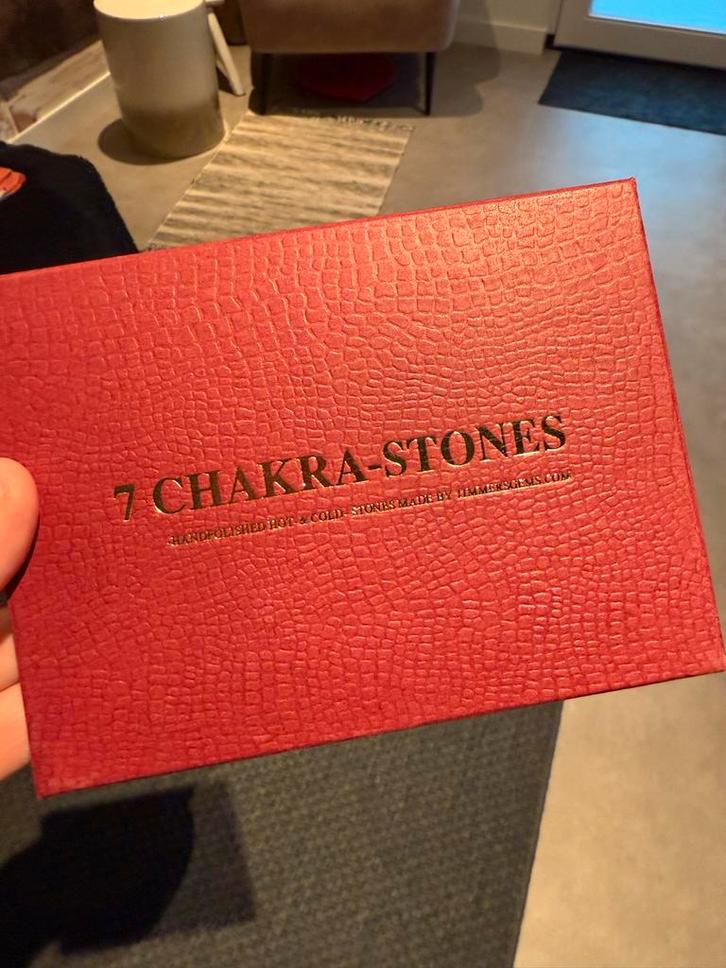 7 CHAKRA-STONES
HANDPOLISHED HOT & COLD- STONES MADE BY TIMMERSGEMS.COM